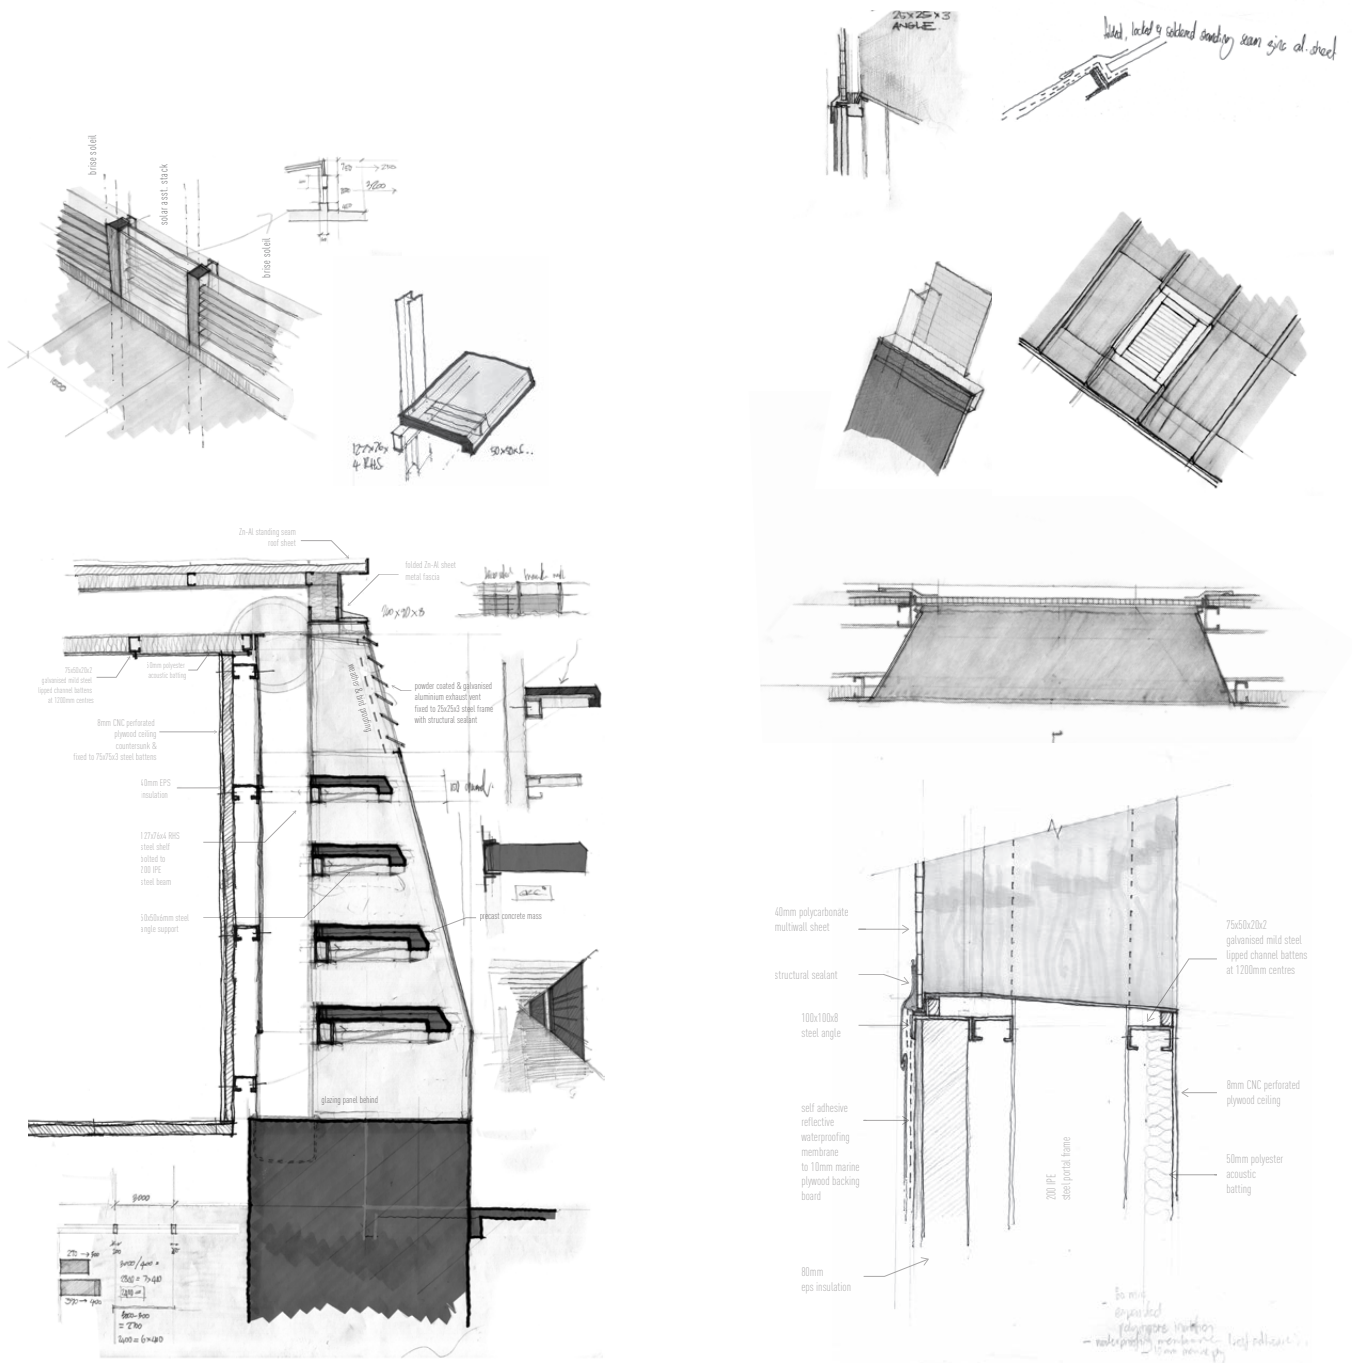 25x25x3
ANGLE.
folded, locked & soldered standing seam zinc al. sheet
brise soleil
solar asst. stack
brise soleil
127x76x
4 RHS
50x50x5..
Zn-Al standing seam
roof sheet
folded Zn-Al sheet
metal fascia
75x50x20x2
galvanised mild steel
lipped channel battens
at 1200mm centres
50mm polyester
acoustic batting
weather & bird proofing
powder coated & galvanised
aluminium exhaust vent
fixed to 25x25x3 steel frame
with structural sealant
8mm CNC perforated
plywood ceiling
countersunk &
fixed to 75x75x3 steel battens
40mm EPS
insulation
127x76x4 RHS
steel shelf
bolted to
200 IPE
steel beam
50x50x6mm steel
angle support
precast concrete mass
glazing panel behind
3000
40mm polycarbonate
multiwall sheet
structural sealant
100x100x8
steel angle
self adhesive
reflective
waterproofing
membrane
to 10mm marine
plywood backing
board
80mm
eps insulation
200 IPE
steel portal frame
75x50x20x2
galvanised mild steel
lipped channel battens
at 1200mm centres
8mm CNC perforated
plywood ceiling
50mm polyester
acoustic
batting